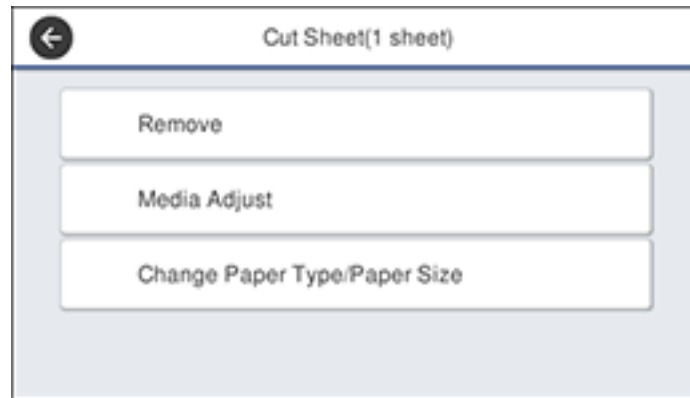 Cut Sheet(1 sheet)
Remove
Media Adjust
Change Paper Type/Paper Size